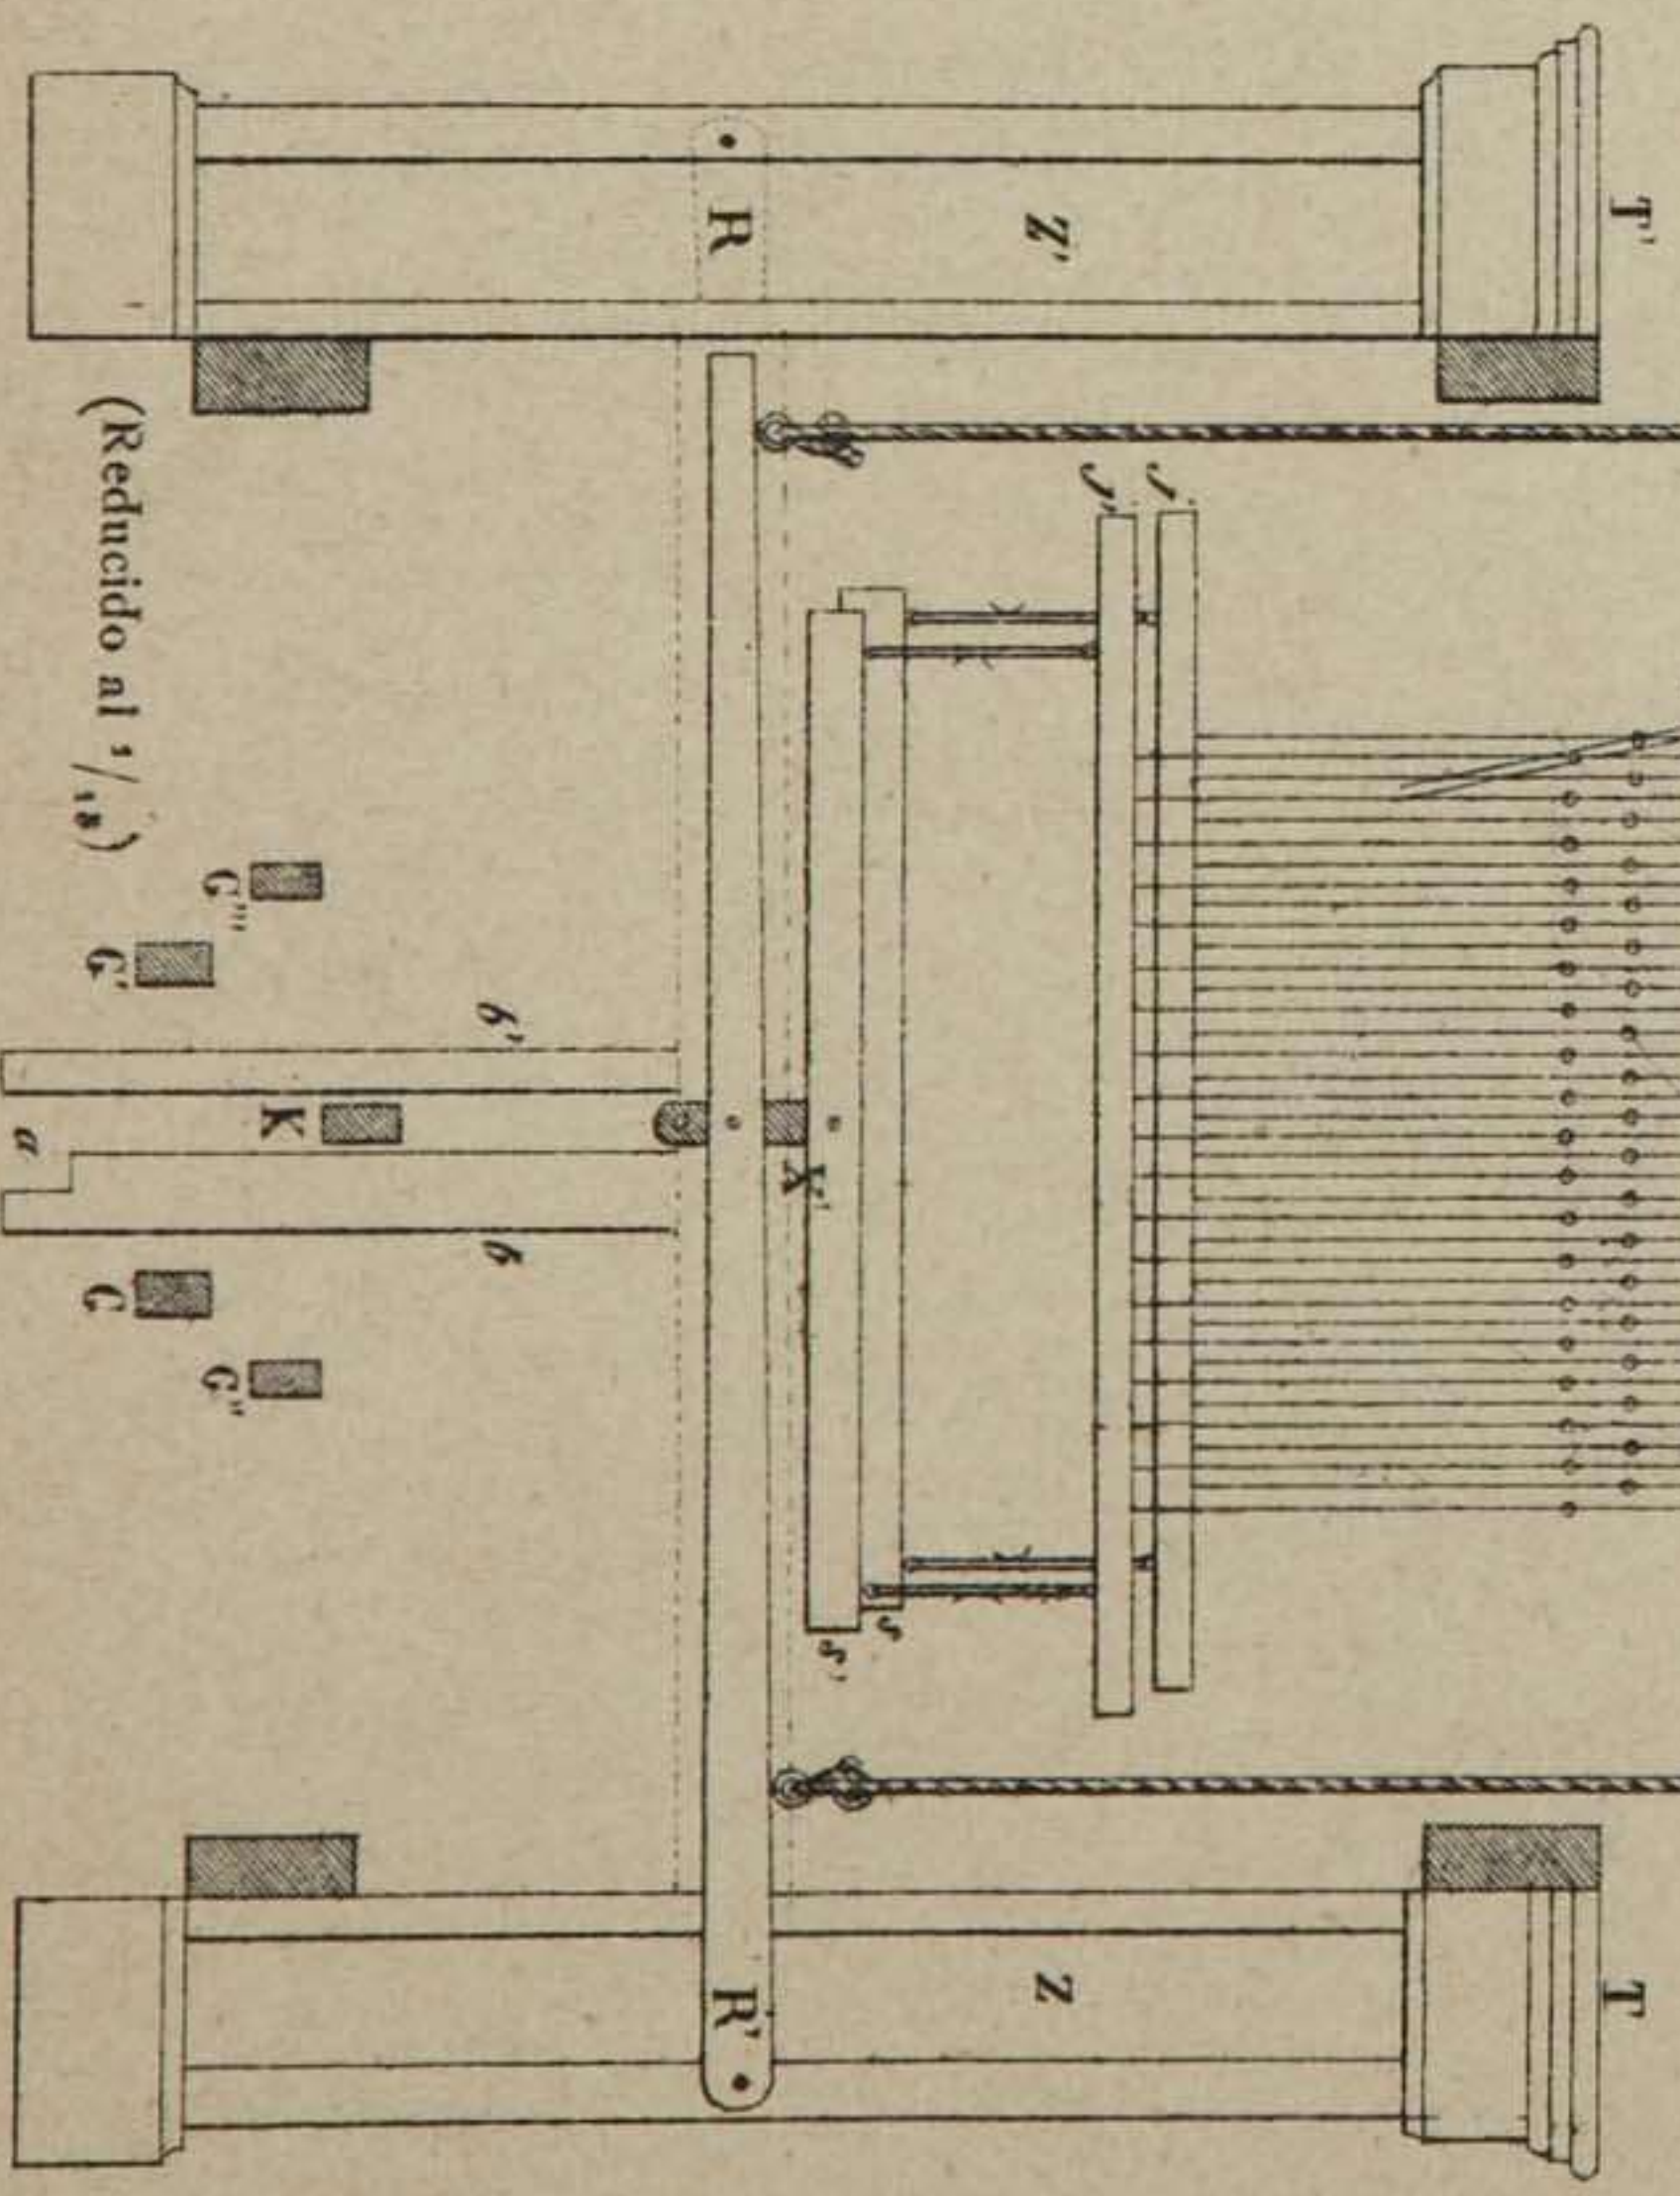 T' T
Z' Z
J
J'
s
s'
X'
R R'
b' b
K
G''' G''
(Reducido al 1/18) G' G
a